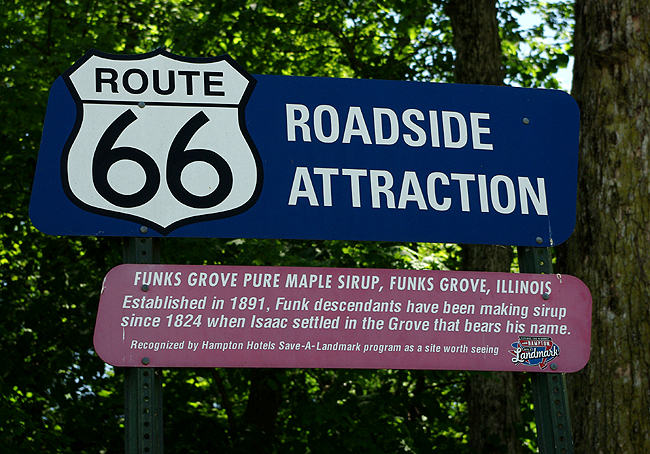 ROUTE
66
ROADSIDE
ATTRACTION
FUNKS GROVE PURE MAPLE SIRUP, FUNKS GROVE, ILLINOIS
Established in 1891, Funk descendants have been making sirup
since 1824 when Isaac settled in the Grove that bears his name.
Recognized by Hampton Hotels Save-A-Landmark program as a site worth seeing
HAMPTON
Landmark